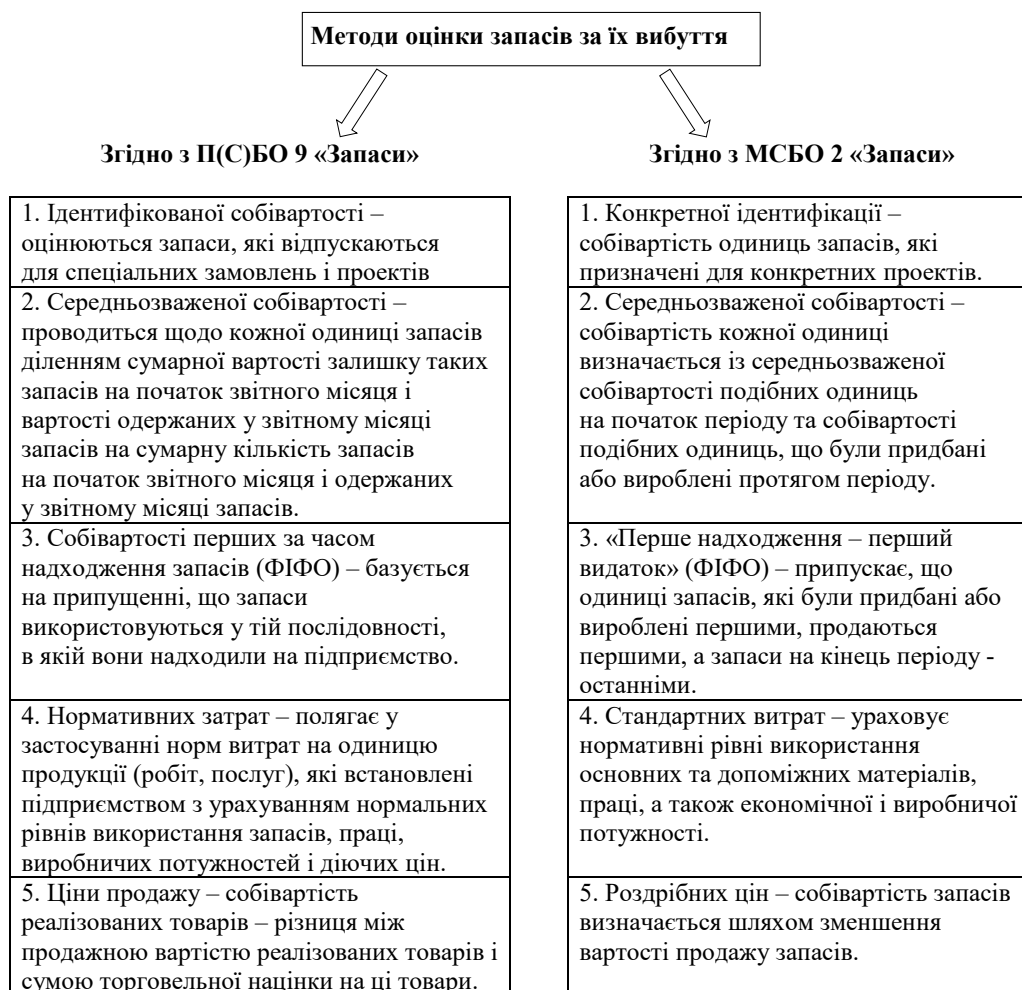 Методи оцінки запасів за їх вибуття
Згідно з П(С)БО 9 «Запаси»
1. Ідентифікованої собівартості –
оцінюються запаси, які відпускаються
для спеціальних замовлень і проектів
2. Середньозваженої собівартості –
проводиться щодо кожної одиниці запасів
діленням сумарної вартості залишку таких
запасів на початок звітного місяця і
вартості одержаних у звітному місяці
запасів на сумарну кількість запасів
на початок звітного місяця і одержаних
у звітному місяці запасів.
3. Собівартості перших за часом
надходження запасів (ФІФО) – базується
на припущенні, що запаси
використовуються у тій послідовності,
в якій вони надходили на підприємство.
4. Нормативних затрат – полягає у
застосуванні норм витрат на одиницю
продукції (робіт, послуг), які встановлені
підприємством з урахуванням нормальних
рівнів використання запасів, праці,
виробничих потужностей і діючих цін.
5. Ціни продажу – собівартість
реалізованих товарів – різниця між
продажною вартістю реалізованих товарів і
сумою торговельної націнки на ці товари.
Згідно з МСБО 2 «Запаси»
1. Конкретної ідентифікації –
собівартість одиниць запасів, які
призначені для конкретних проектів.
2. Середньозваженої собівартості –
собівартість кожної одиниці
визначається із середньозваженої
собівартості подібних одиниць
на початок періоду та собівартості
подібних одиниць, що були придбані
або вироблені протягом періоду.
3. «Перше надходження – перший
видаток» (ФІФО) – припускає, що
одиниці запасів, які були придбані або
вироблені першими, продаються
першими, а запаси на кінець періоду -
останніми.
4. Стандартних витрат – ураховує
нормативні рівні використання
основних та допоміжних матеріалів,
праці, а також економічної і виробничої
потужності.
5. Роздрібних цін – собівартість запасів
визначається шляхом зменшення
вартості продажу запасів.